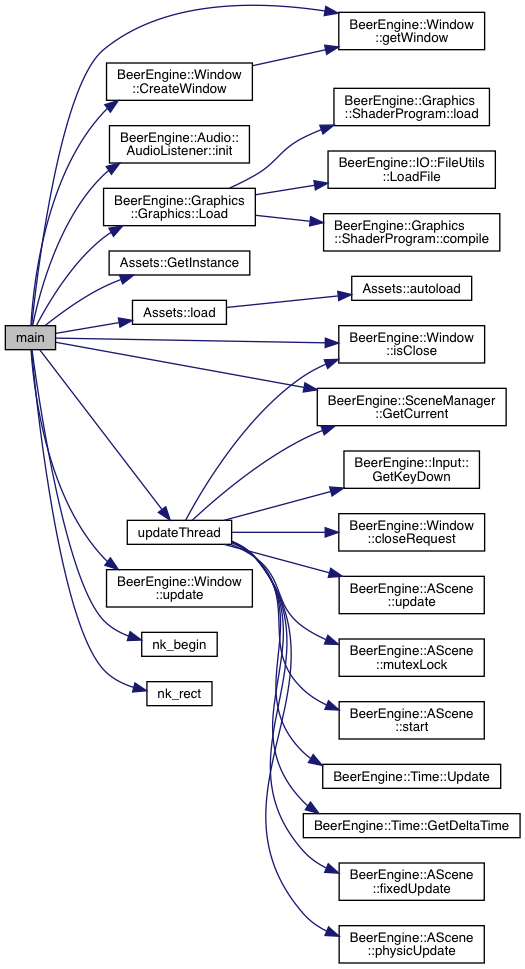 BeerEngine::Window
::getWindow
BeerEngine::Window
::CreateWindow
BeerEngine::Graphics
::ShaderProgram::load
BeerEngine::Audio::
AudioListener::init
BeerEngine::IO::FileUtils
::LoadFile
BeerEngine::Graphics
::Graphics::Load
BeerEngine::Graphics
::ShaderProgram::compile
Assets::GetInstance
Assets::autoload
Assets::load
main
BeerEngine::Window
::isClose
BeerEngine::SceneManager
::GetCurrent
BeerEngine::Input::
GetKeyDown
updateThread
BeerEngine::Window
::closeRequest
BeerEngine::Window
::update
BeerEngine::AScene
::update
nk_begin
BeerEngine::AScene
::mutexLock
nk_rect
BeerEngine::AScene
::start
BeerEngine::Time::Update
BeerEngine::Time::GetDeltaTime
BeerEngine::AScene
::fixedUpdate
BeerEngine::AScene
::physicUpdate